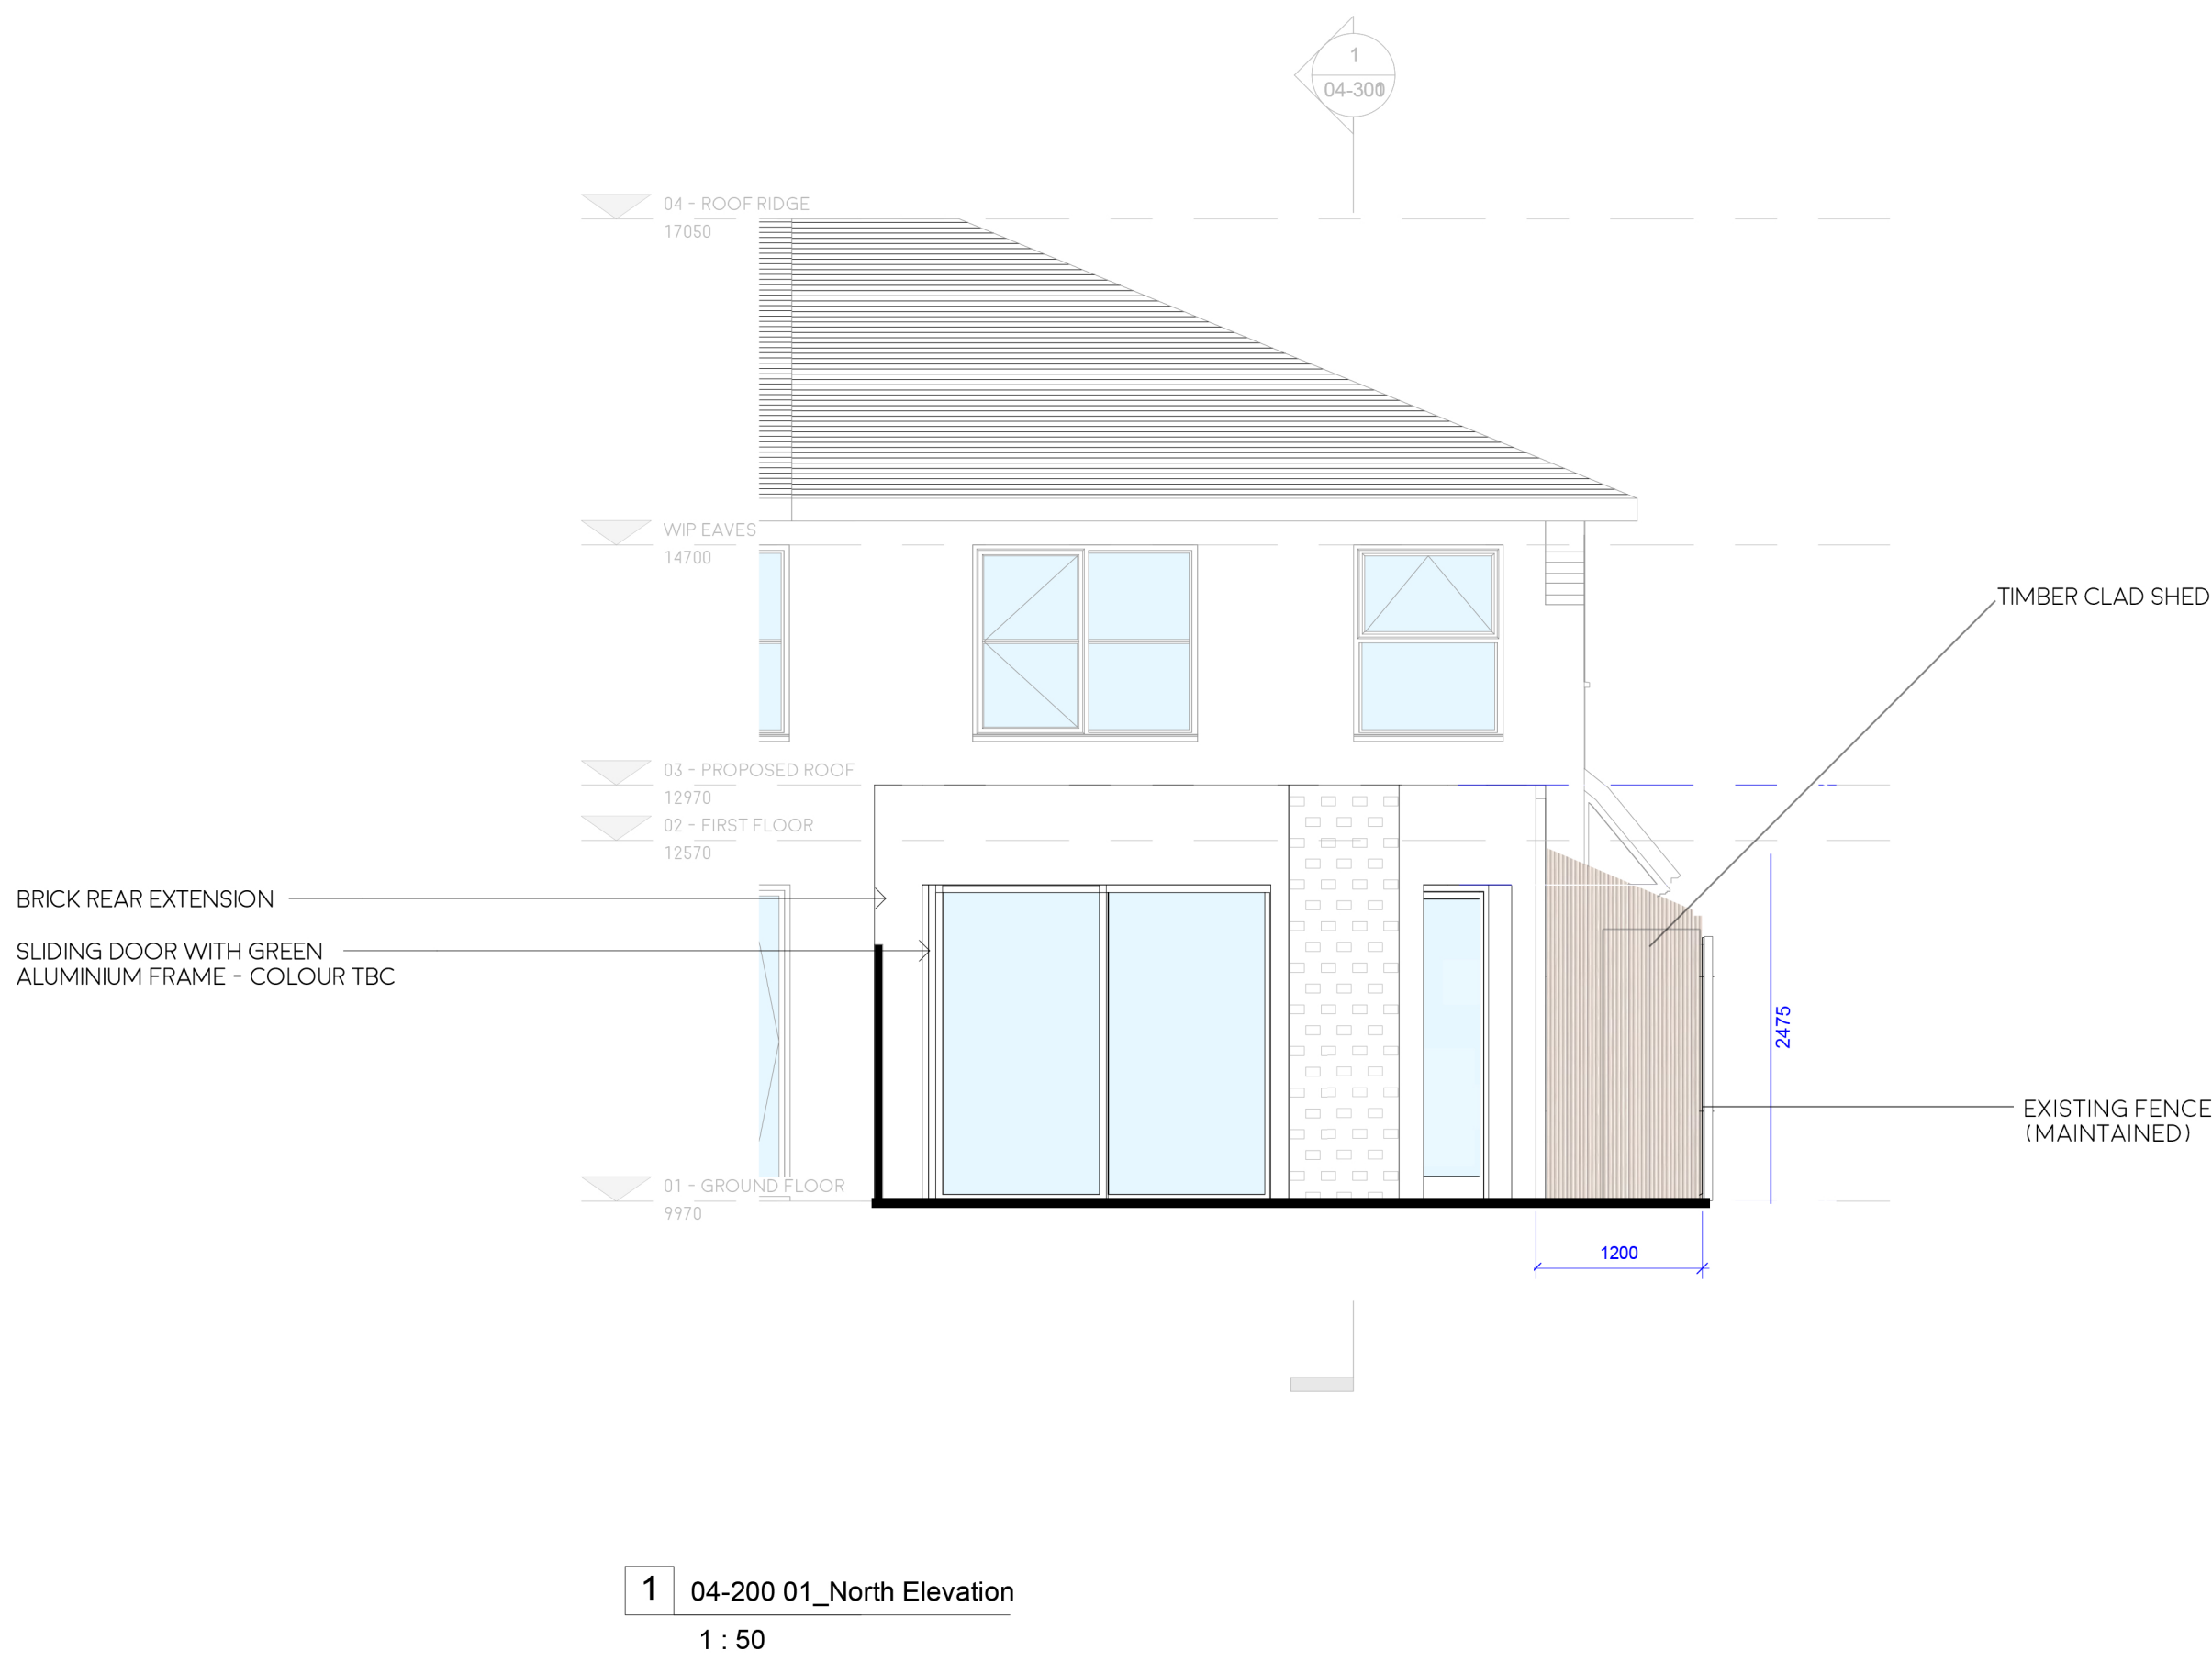 1
04-300
04 - ROOF RIDGE
17050
WIP EAVES
14700
TIMBER CLAD SHED
03 - PROPOSED ROOF
12970
02 - FIRST FLOOR
12570
BRICK REAR EXTENSION
SLIDING DOOR WITH GREEN
ALUMINIUM FRAME - COLOUR TBC
2475
EXISTING FENCE
(MAINTAINED)
01 - GROUND FLOOR
9970
1200
1
04-200 01_North Elevation
1 : 50